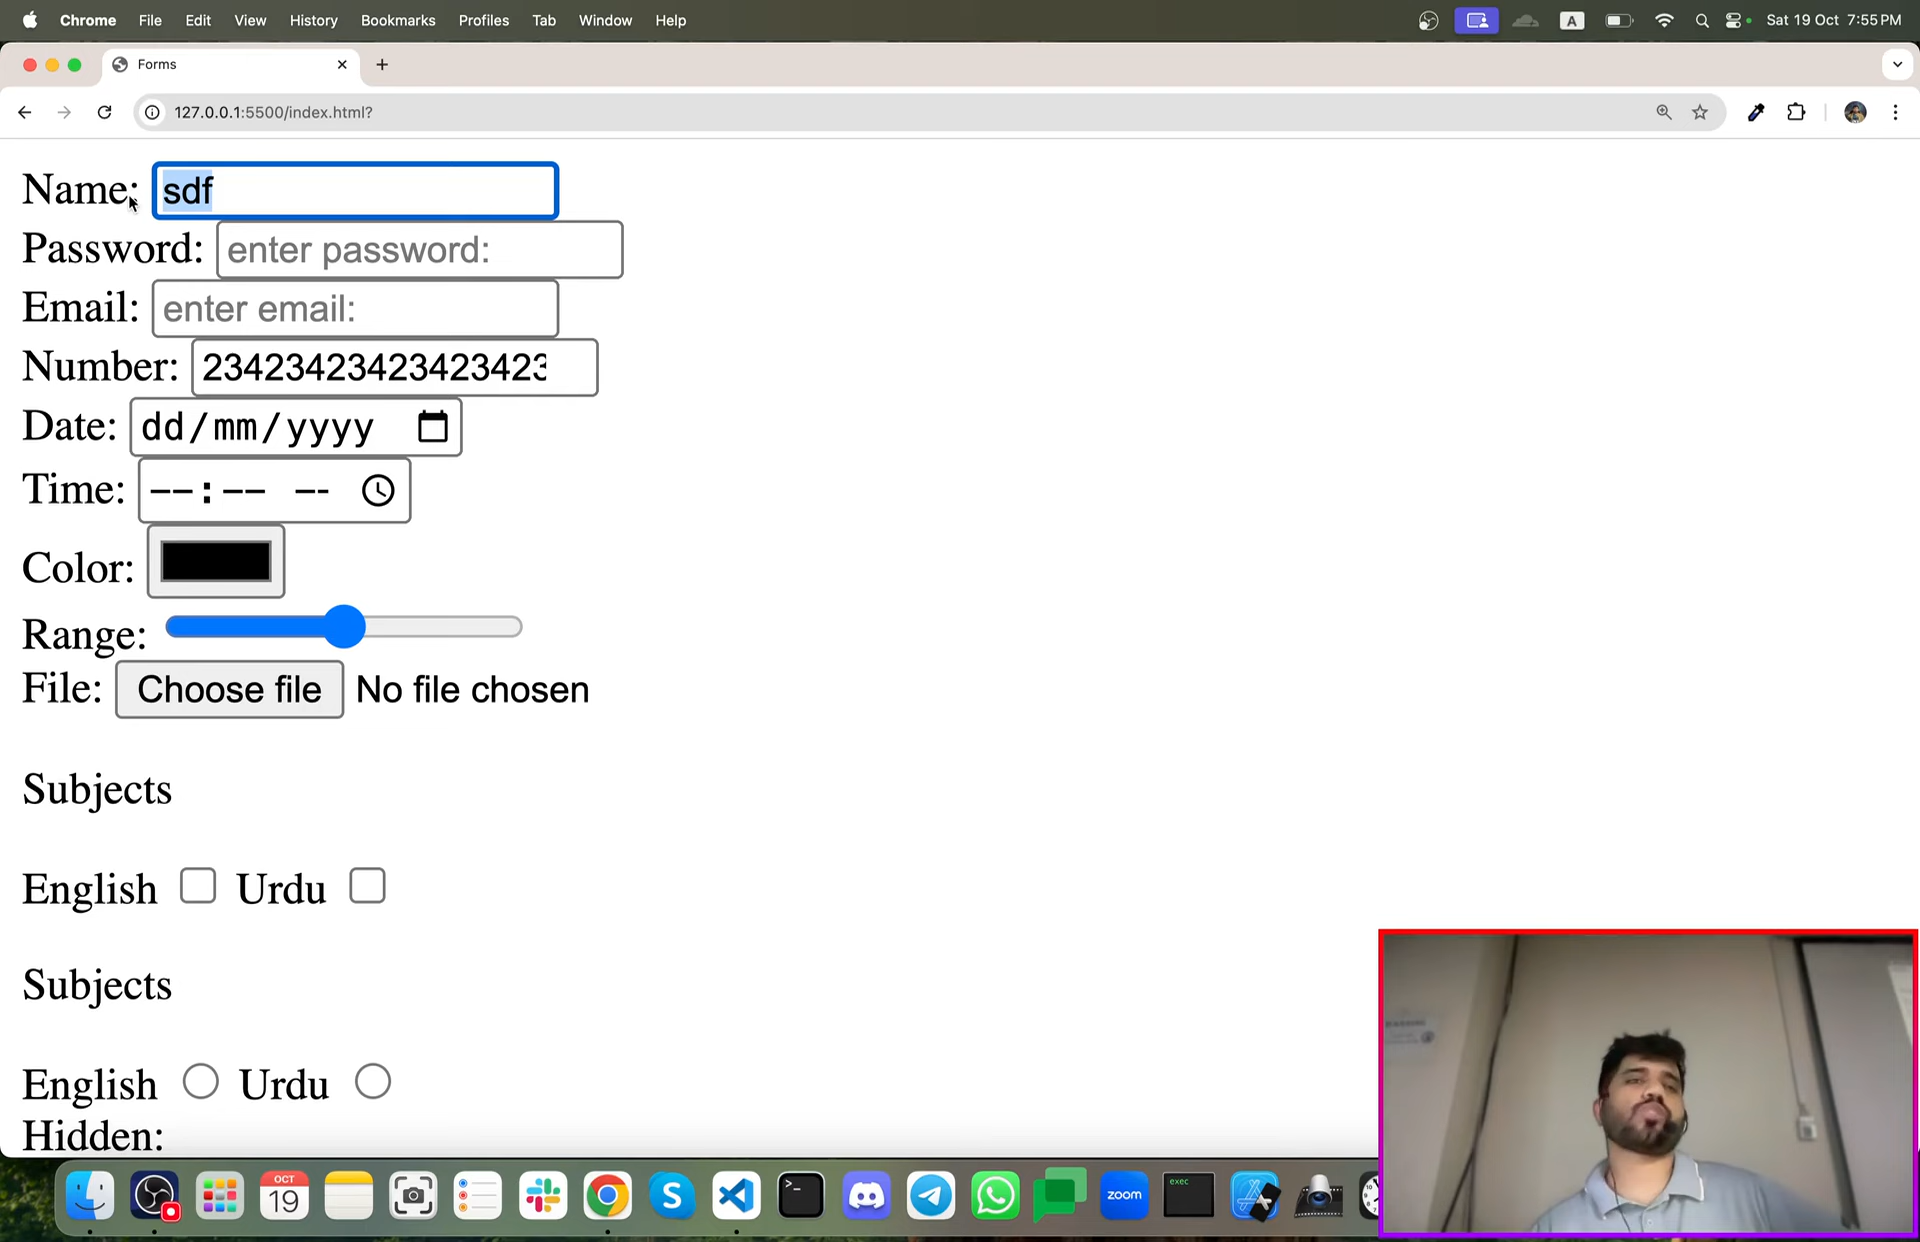 Chrome File Edit View History Bookmarks Profiles Tab Window Help A Sat 19 Oct 7:55 PM
Forms
127.0.0.1:5500/index.html?
Name: sdf
Password: enter password:
Email: enter email:
Number: 23423423423423423
Date: dd/mm/yyyy
Time: --:-- --
Color:
Range:
File: Choose file No file chosen
Subjects
English Urdu
Subjects
English Urdu
Hidden:
OCT
19
S
>_
zoom
exec